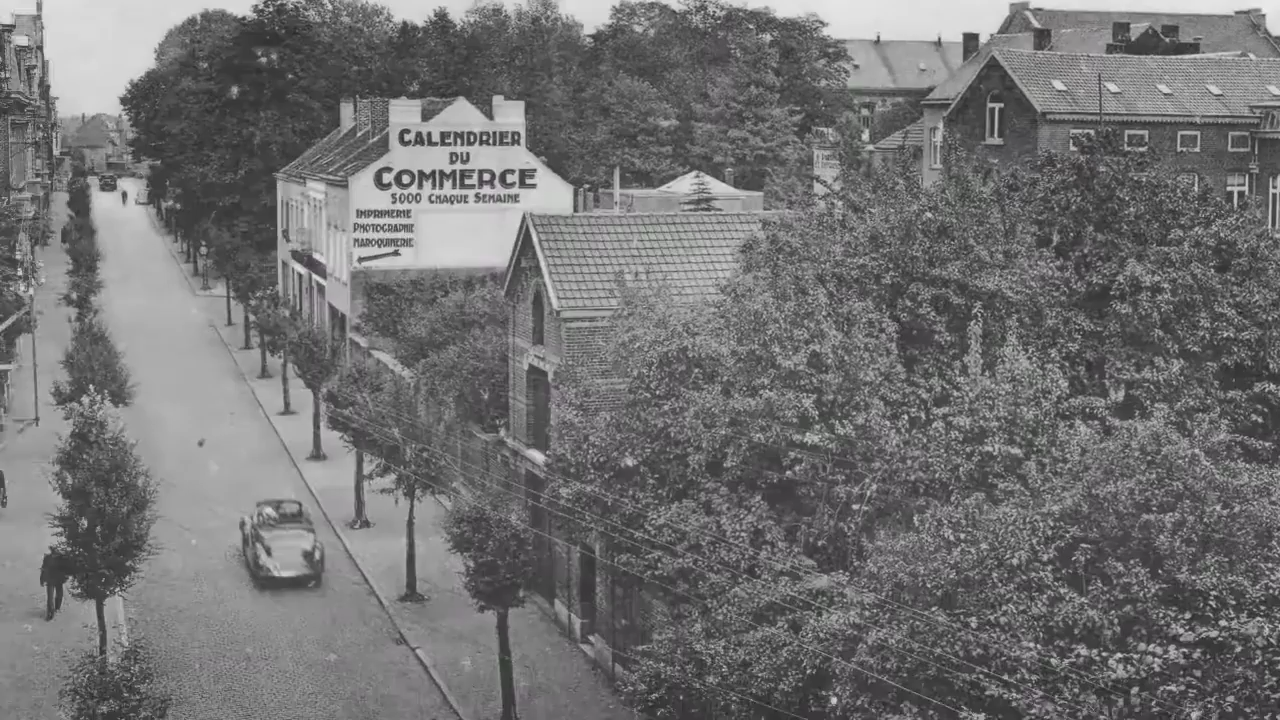 CALENDRIER
DU
COMMERCE
5000 CHAQUE SEMAINE
IMPRIMERIE
PHOTOGRAPHIE
MAROQUINERIE